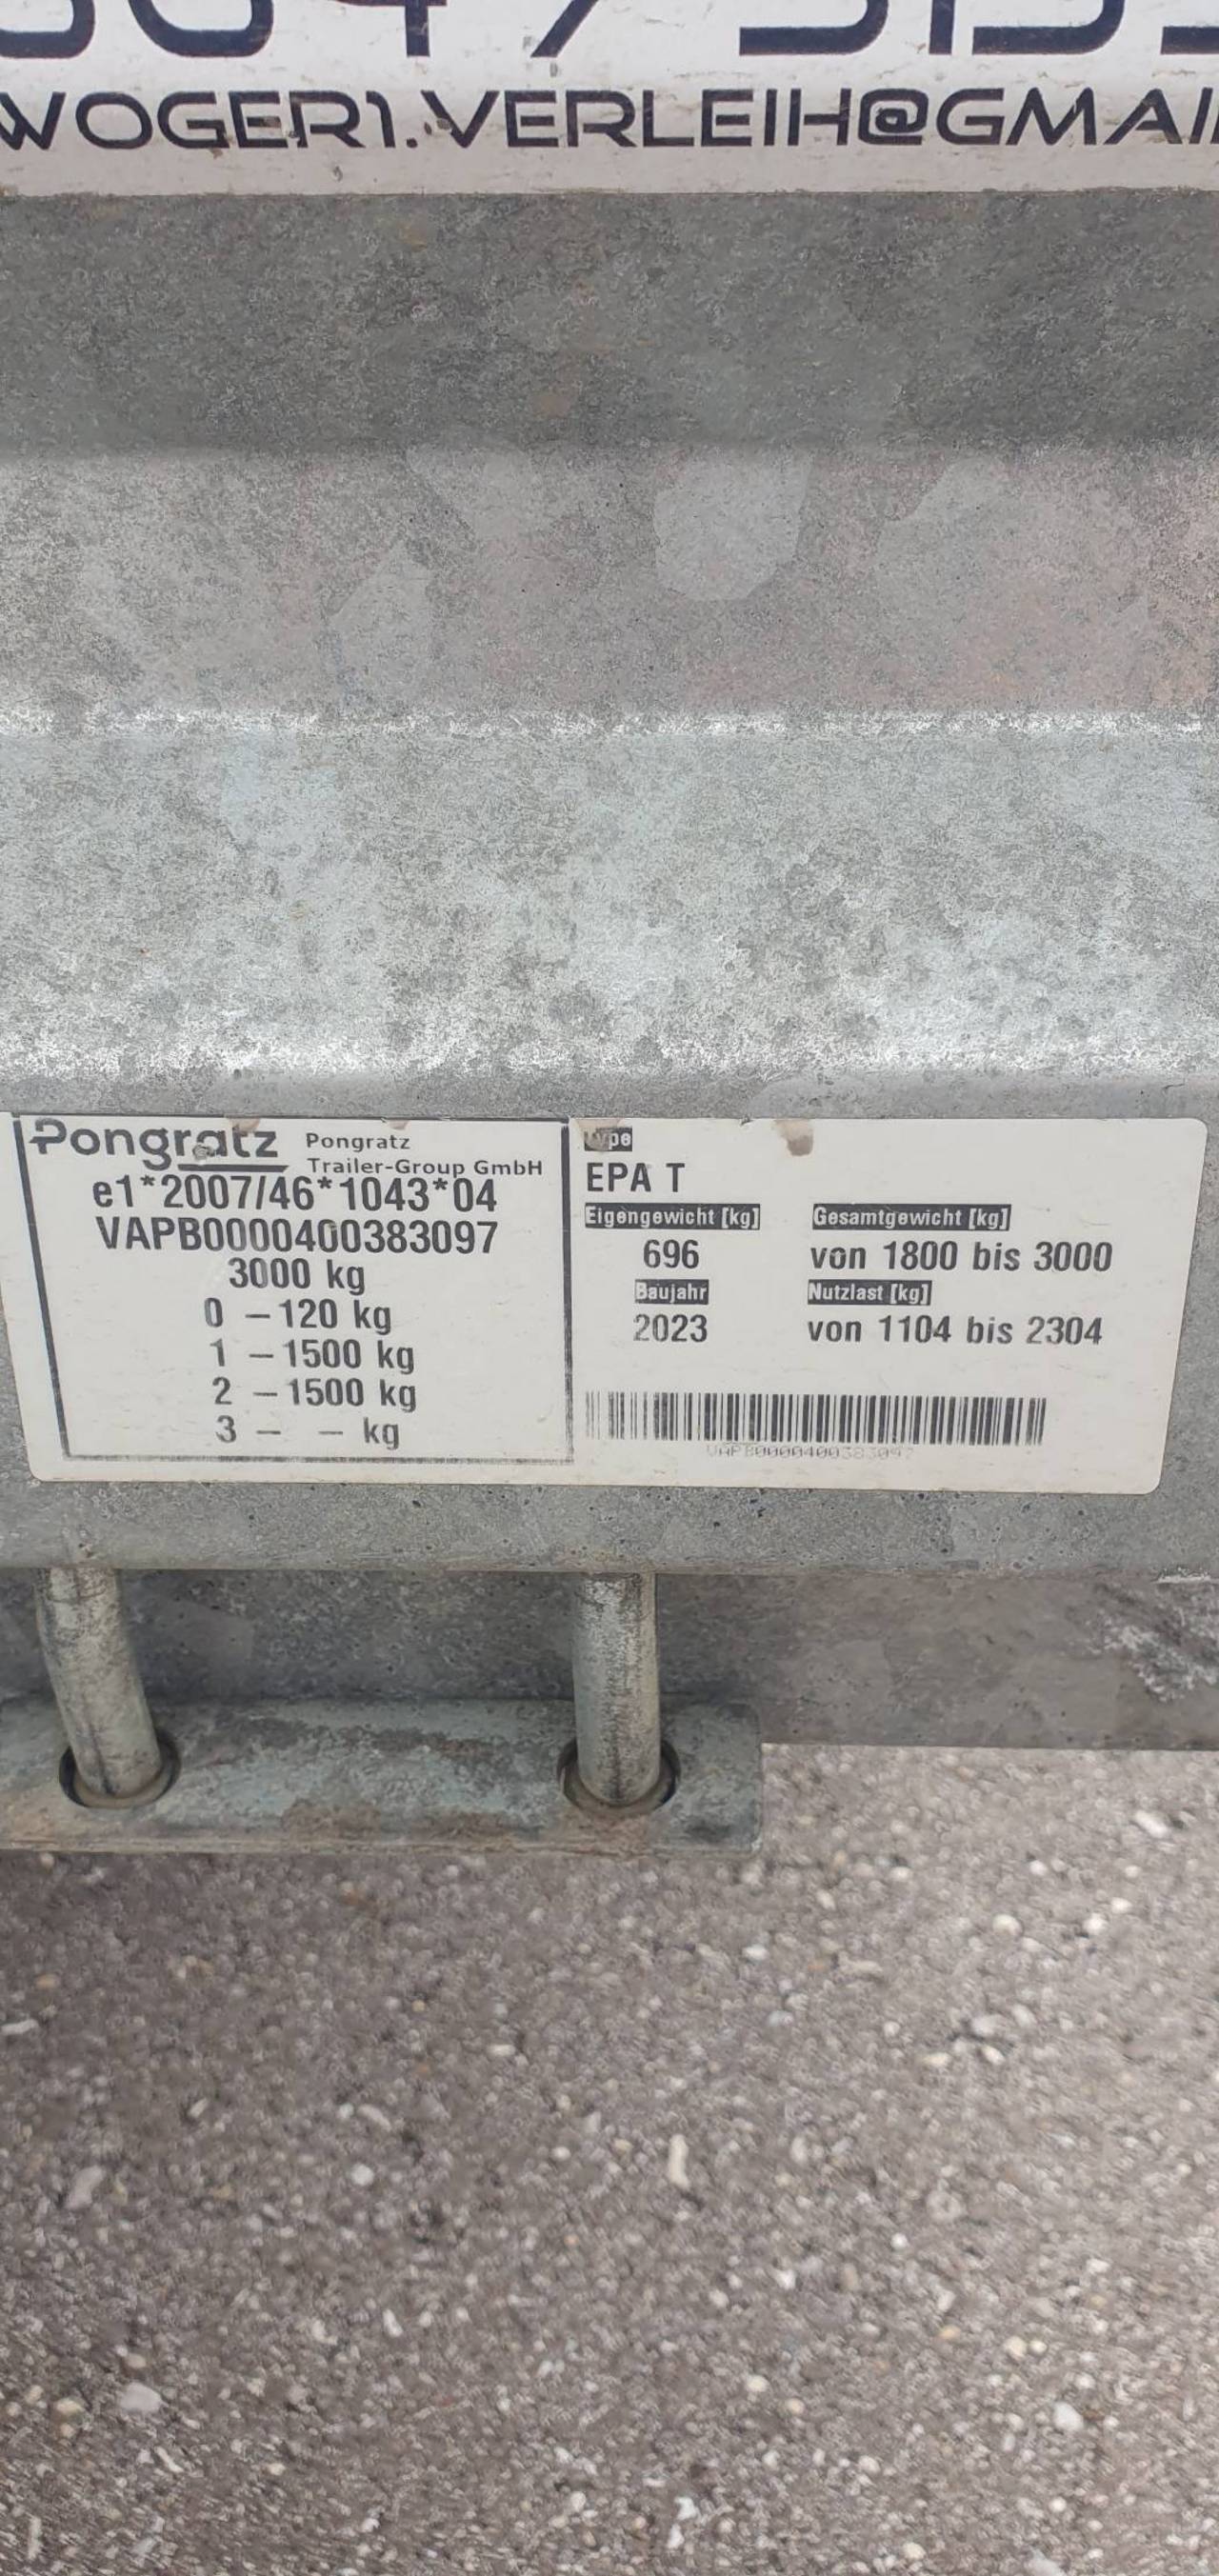 WOGER1.VERLEIH@GMAI
Pongratz
Pongratz
Trailer-Group GmbH
e1*2007/46*1043*04
VAPB0000400383097
3000 kg
0 – 120 kg
1 – 1500 kg
2 – 1500 kg
3 – – kg
Type
EPA T
Eigengewicht [kg] Gesamtgewicht [kg]
696 von 1800 bis 3000
Baujahr Nutzlast [kg]
2023 von 1104 bis 2304
VAPB0000400383097